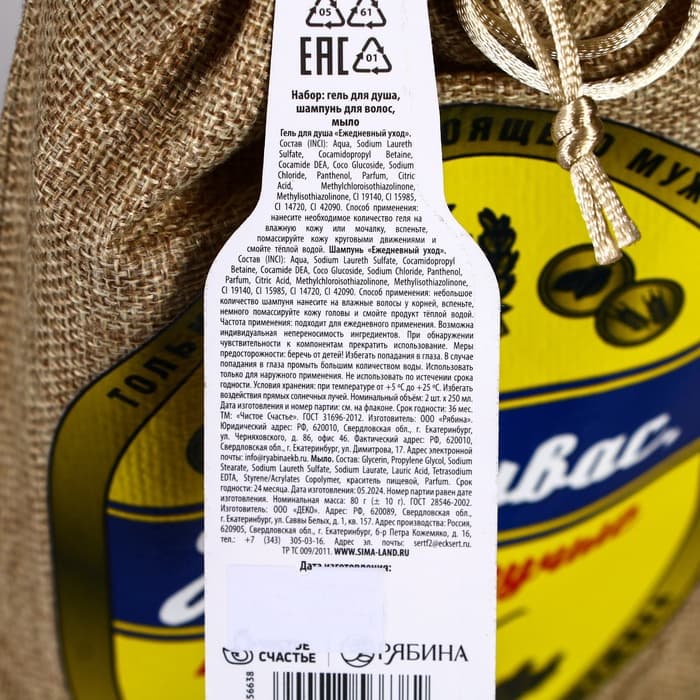 05 61
EAC 01
Набор: гель для душа,
шампунь для волос,
мыло
Гель для душа «Ежедневный уход».
Состав (INCI): Aqua, Sodium Laureth
Sulfate, Cocamidopropyl Betaine,
Cocamide DEA, Coco Glucoside, Sodium
Chloride, Panthenol, Parfum, Citric
Acid, Methylchloroisothiazolinone,
Methylisothiazolinone, CI 19140, CI 15985,
CI 14720, CI 42090. Способ применения:
нанесите необходимое количество геля на
влажную кожу или мочалку, вспеньте,
помассируйте кожу круговыми движениями и
смойте тёплой водой. Шампунь «Ежедневный уход».
Состав (INCI): Aqua, Sodium Laureth Sulfate, Cocamidopropyl
Betaine, Cocamide DEA, Coco Glucoside, Sodium Chloride, Panthenol,
Parfum, Citric Acid, Methylchloroisothiazolinone, Methylisothiazolinone,
CI 19140, CI 15985, CI 14720, CI 42090. Способ применения: небольшое
количество шампуня нанесите на влажные волосы у корней, вспеньте,
немного помассируйте кожу головы и смойте продукт тёплой водой.
Частота применения: подходит для ежедневного применения. Возможна
индивидуальная непереносимость ингредиентов. При обнаружении
чувствительности к компонентам прекратить использование. Меры
предосторожности: беречь от детей! Избегать попадания в глаза. В случае
попадания в глаза промыть большим количеством воды. Использовать
только для наружного применения. Не использовать по истечении срока
годности. Условия хранения: при температуре от +5 °C до +25 °C. Избегать
воздействия прямых солнечных лучей. Номинальный объём: 2 шт. x 250 мл.
Дата изготовления и номер партии: см. на флаконе. Срок годности: 36 мес.
ТМ: «Чистое Счастье». ГОСТ 31696-2012. Изготовитель: ООО «Рябина».
Юридический адрес: РФ, 620010, Свердловская обл., г. Екатеринбург,
ул. Черняховского, д. 86, офис 46. Фактический адрес: РФ, 620010,
Свердловская обл., г. Екатеринбург, ул. Димитрова, 17. Адрес электронной
почты: info@ryabinaekb.ru. Мыло. Состав: Glycerin, Propylene Glycol, Sodium
Stearate, Sodium Laureth Sulfate, Sodium Laurate, Lauric Acid, Tetrasodium
EDTA, Styrene/Acrylates Copolymer, краситель пищевой, Parfum. Срок
годности: 24 месяца. Дата изготовления: 05.2024. Номер партии равен дате
изготовления. Номинальная масса: 80 г (± 10 г). ГОСТ 28546-2002.
Изготовитель: ООО «ДЕКО». Адрес: РФ, 620089, Свердловская обл.,
г. Екатеринбург, ул. Саввы Белых, д. 1, кв. 157. Адрес производства: Россия,
620905, Свердловская обл., г. Екатеринбург, 6-р Петра Кожемяко, д. 16,
тел.: +7 (343) 305-03-16. Адрес эл. почты: sertf2@ecksert.ru.
ТР ТС 009/2011. WWW.SIMA-LAND.RU
Дата изготовления:
СЧАСТЬЕ РЯБИНА
56638